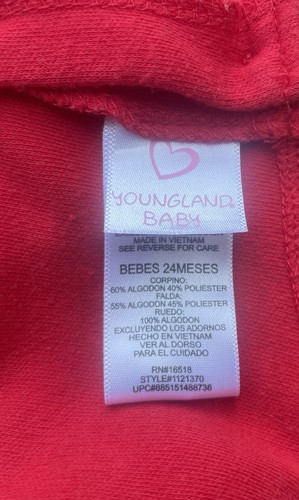 YOUNGLAND®
BABY
MADE IN VIETNAM
SEE REVERSE FOR CARE
BEBES 24MESES
CORPINO:
60% ALGODON 40% POLIESTER
FALDA:
55% ALGODON 45% POLIESTER
RUEDO:
100% ALGODON
EXCLUYENDO LOS ADORNOS
HECHO EN VIETNAM
VER AL DORSO
PARA EL CUIDADO
RN#16518
STYLE#1121370
UPC#885151488736